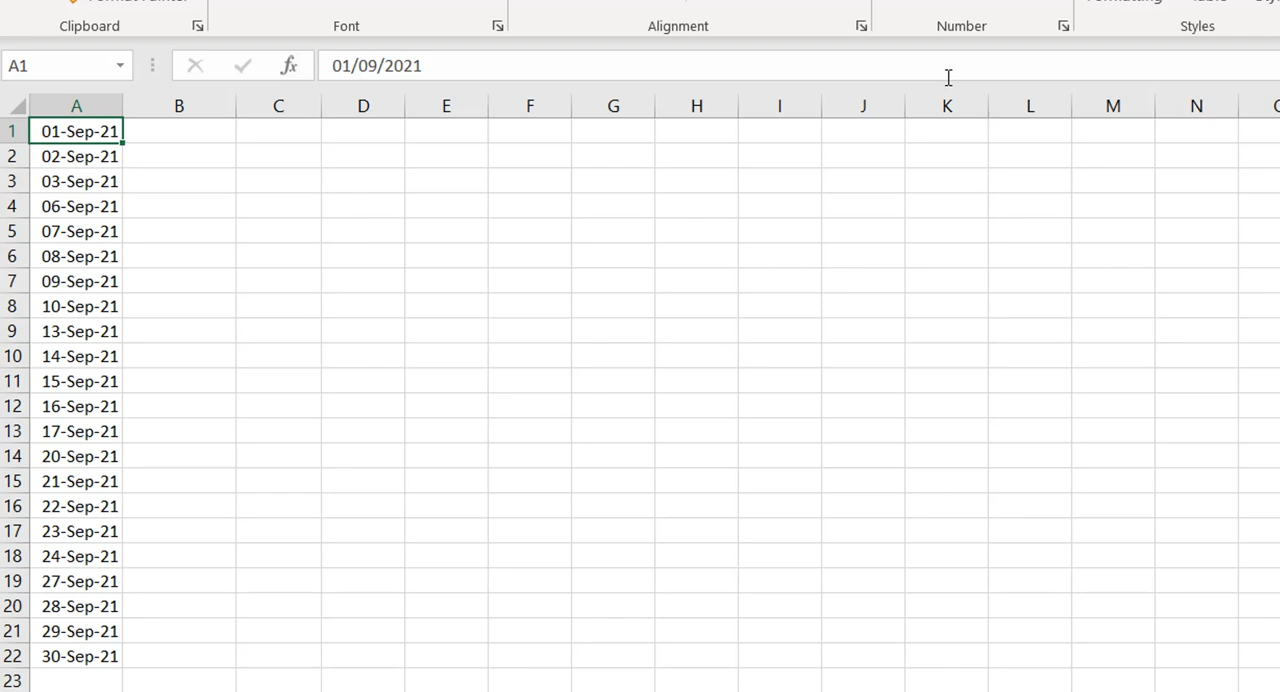 Format Painter
Clipboard Font Alignment Number Styles
A1 fx 01/09/2021
A B C D E F G H I J K L M N
1 01-Sep-21
2 02-Sep-21
3 03-Sep-21
4 06-Sep-21
5 07-Sep-21
6 08-Sep-21
7 09-Sep-21
8 10-Sep-21
9 13-Sep-21
10 14-Sep-21
11 15-Sep-21
12 16-Sep-21
13 17-Sep-21
14 20-Sep-21
15 21-Sep-21
16 22-Sep-21
17 23-Sep-21
18 24-Sep-21
19 27-Sep-21
20 28-Sep-21
21 29-Sep-21
22 30-Sep-21
23